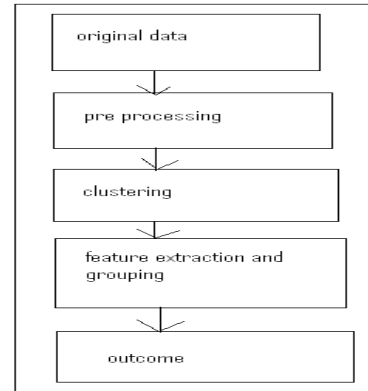 original data
pre processing
clustering
feature extraction and
grouping
outcome